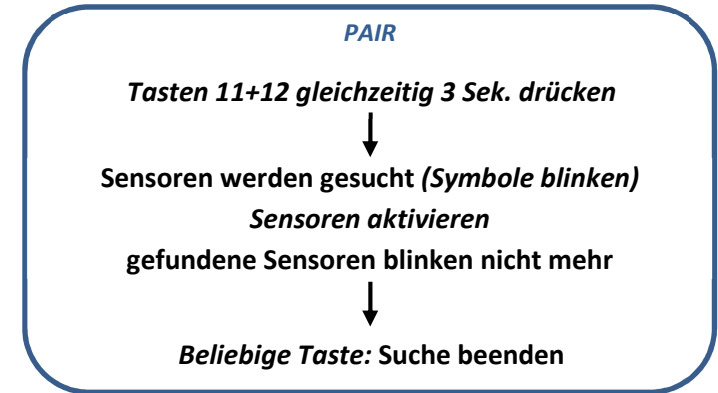 PAIR
Tasten 11+12 gleichzeitig 3 Sek. drücken
Sensoren werden gesucht (Symbole blinken)
Sensoren aktivieren
gefundene Sensoren blinken nicht mehr
Beliebige Taste: Suche beenden